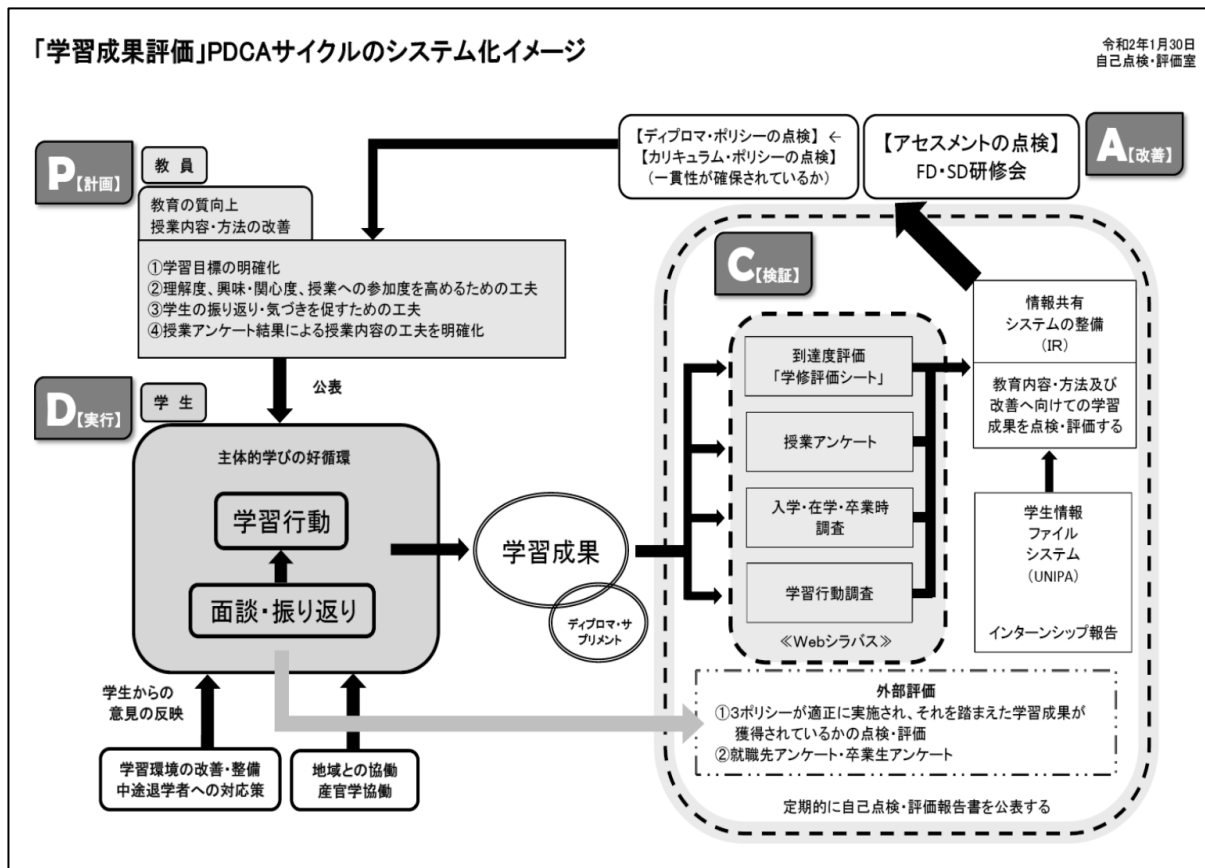 「学習成果評価」PDCAサイクルのシステム化イメージ
令和2年1月30日
自己点検・評価室
P【計画】
教 員
教育の質向上
授業内容・方法の改善
①学習目標の明確化
②理解度、興味・関心度、授業への参加度を高めるための工夫
③学生の振り返り・気づきを促すための工夫
④授業アンケート結果による授業内容の工夫を明確化
【ディプロマ・ポリシーの点検】 ←
【カリキュラム・ポリシーの点検】
(一貫性が確保されているか)
【アセスメントの点検】
FD・SD研修会
A【改善】
公表
D【実行】
学 生
主体的学びの好循環
学習行動
面談・振り返り
学生からの
意見の反映
学習環境の改善・整備
中途退学者への対応策
地域との協働
産官学協働
学習成果
ディプロマ・サ
プリメント
C【検証】
到達度評価
「学修評価シート」
授業アンケート
入学・在学・卒業時
調査
学習行動調査
≪Webシラバス≫
情報共有
システムの整備
(IR)
教育内容・方法及び
改善へ向けての学習
成果を点検・評価する
学生情報
ファイル
システム
(UNIPA)
インターンシップ報告
外部評価
①3ポリシーが適正に実施され、それを踏まえた学習成果が
獲得されているかの点検・評価
②就職先アンケート・卒業生アンケート
定期的に自己点検・評価報告書を公表する